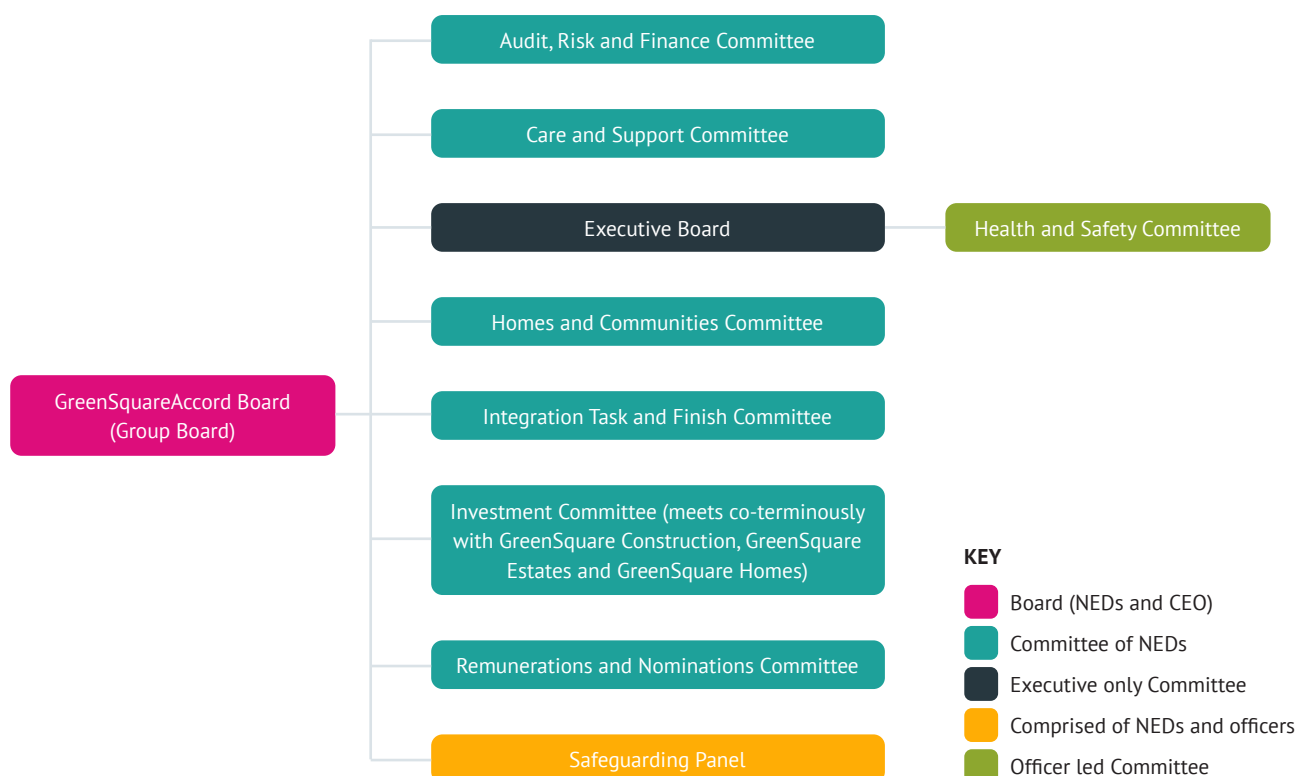 Audit, Risk and Finance Committee
Care and Support Committee
Executive Board
Health and Safety Committee
Homes and Communities Committee
GreenSquareAccord Board
(Group Board)
Integration Task and Finish Committee
Investment Committee (meets co-terminously
with GreenSquare Construction, GreenSquare
Estates and GreenSquare Homes)
Remunerations and Nominations Committee
Safeguarding Panel
KEY
Board (NEDs and CEO)
Committee of NEDs
Executive only Committee
Comprised of NEDs and officers
Officer led Committee